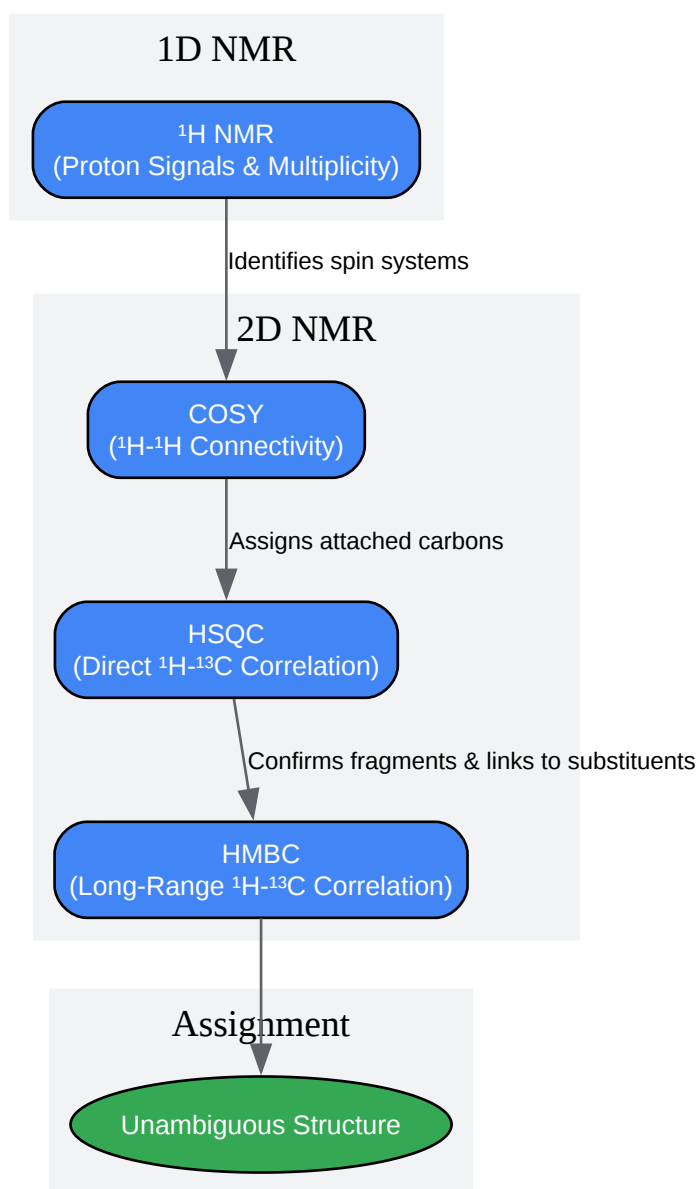 1D NMR
¹H NMR
(Proton Signals & Multiplicity)
Identifies spin systems
2D NMR
COSY
(¹H-¹H Connectivity)
Assigns attached carbons
HSQC
(Direct ¹H-¹³C Correlation)
Confirms fragments & links to substituents
HMBC
(Long-Range ¹H-¹³C Correlation)
Assignment
Unambiguous Structure